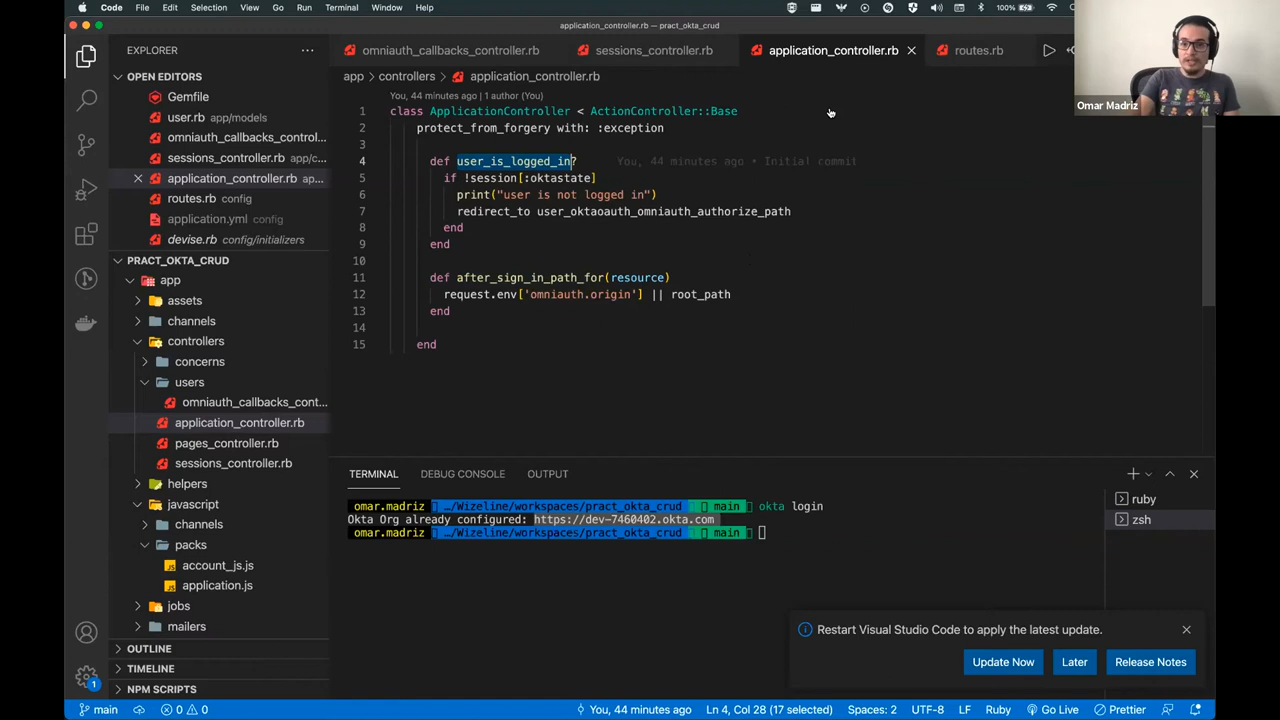 Code File Edit Selection View Go Run Terminal Window Help
100%
application_controller.rb — pract_okta_crud
EXPLORER
omniauth_callbacks_controller.rb
sessions_controller.rb
application_controller.rb
routes.rb
OPEN EDITORS
Gemfile
user.rb app/models
omniauth_callbacks_control...
sessions_controller.rb app/...
application_controller.rb ap...
routes.rb config
application.yml config
devise.rb config/initializers
PRACT_OKTA_CRUD
app
assets
channels
controllers
concerns
users
omniauth_callbacks_cont...
application_controller.rb
pages_controller.rb
sessions_controller.rb
helpers
javascript
channels
packs
account_js.js
application.js
jobs
mailers
OUTLINE
TIMELINE
NPM SCRIPTS
app > controllers > application_controller.rb
You, 44 minutes ago | 1 author (You)
1 class ApplicationController < ActionController::Base
2 protect_from_forgery with: :exception
3
4 def user_is_logged_in? You, 44 minutes ago • Initial commit
5 if !session[:oktastate]
6 print("user is not logged in")
7 redirect_to user_oktaoauth_omniauth_authorize_path
8 end
9 end
10
11 def after_sign_in_path_for(resource)
12 request.env['omniauth.origin'] || root_path
13 end
14
15 end
Omar Madriz
TERMINAL DEBUG CONSOLE OUTPUT
omar.madriz …/Wizeline/workspaces/pract_okta_crud main okta login
Okta Org already configured: https://dev-7460402.okta.com
omar.madriz …/Wizeline/workspaces/pract_okta_crud main
ruby
zsh
Restart Visual Studio Code to apply the latest update.
Update Now Later Release Notes
1
main 0 0 You, 44 minutes ago Ln 4, Col 28 (17 selected) Spaces: 2 UTF-8 LF Ruby Go Live Prettier